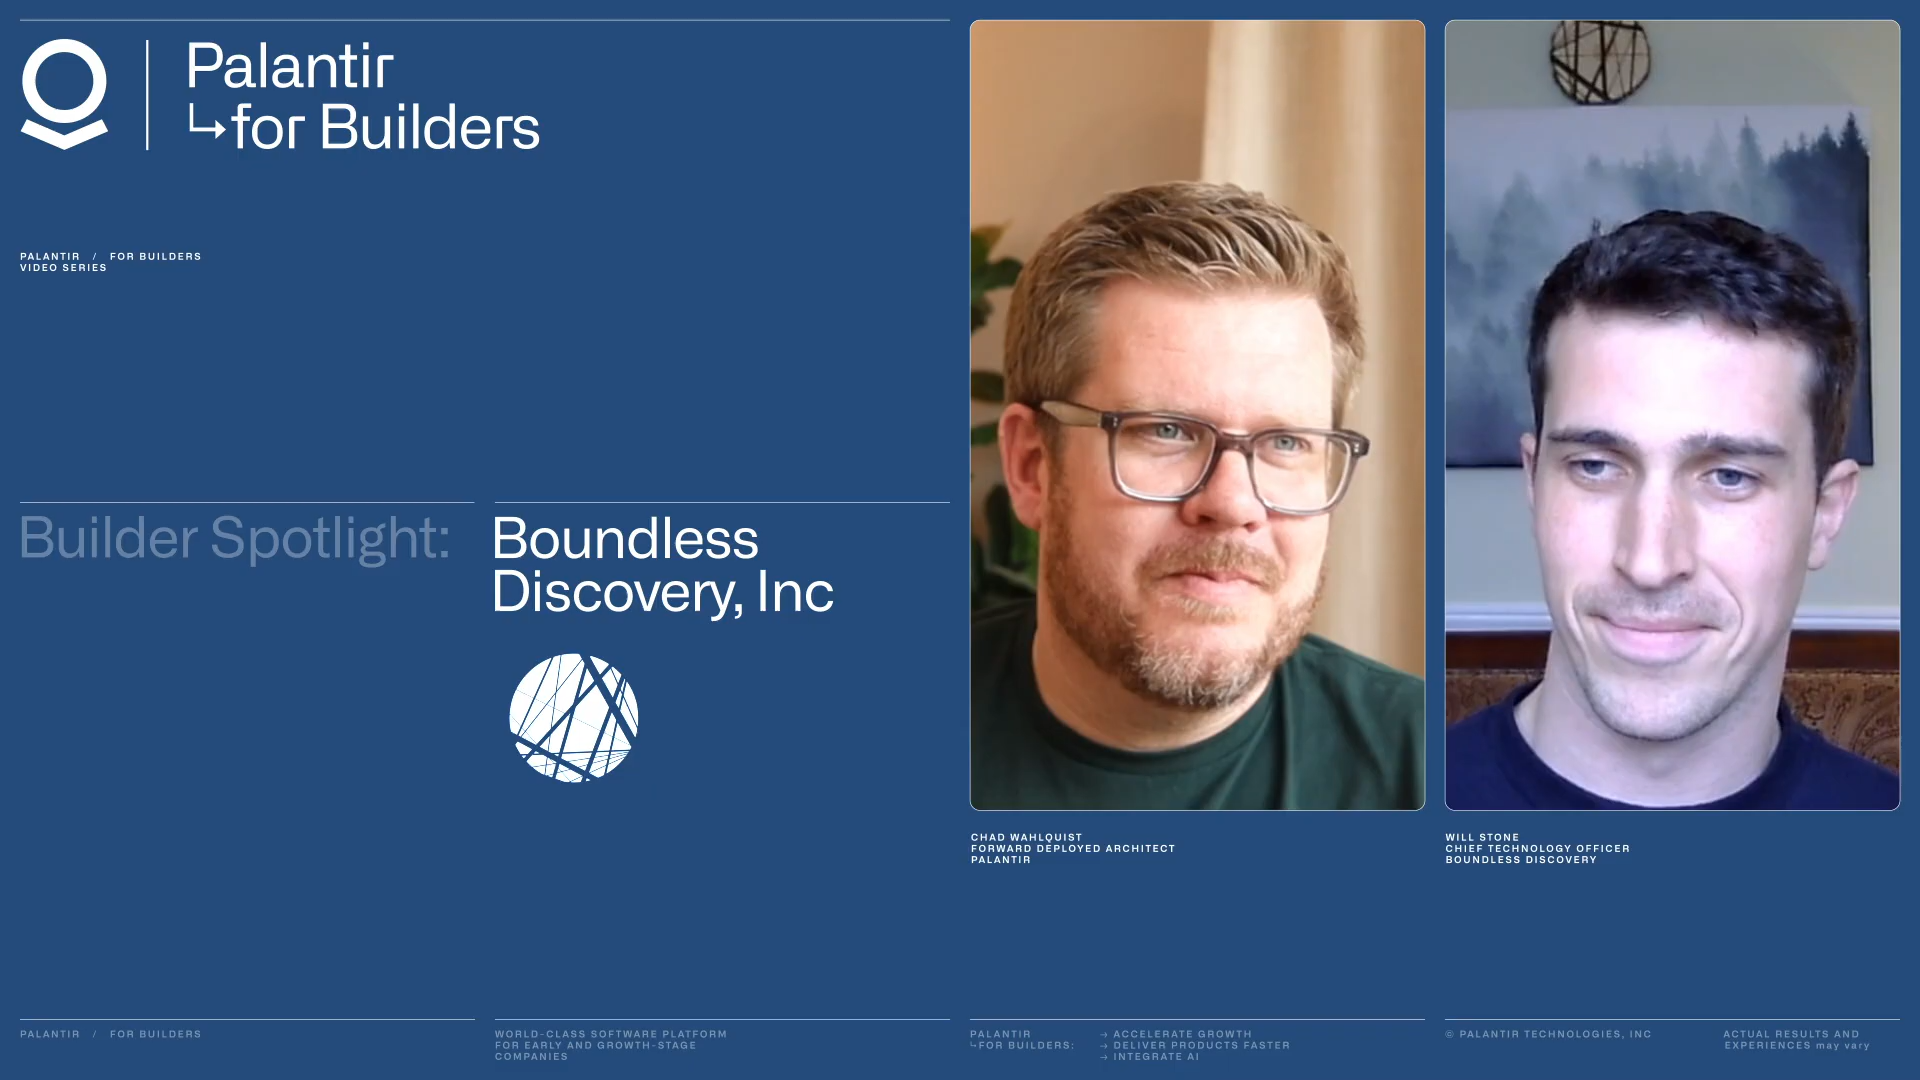 Palantir
↳for Builders
PALANTIR / FOR BUILDERS
VIDEO SERIES
Builder Spotlight:
Boundless
Discovery, Inc
CHAD WAHLQUIST
FORWARD DEPLOYED ARCHITECT
PALANTIR
WILL STONE
CHIEF TECHNOLOGY OFFICER
BOUNDLESS DISCOVERY
PALANTIR / FOR BUILDERS
WORLD-CLASS SOFTWARE PLATFORM
FOR EARLY AND GROWTH-STAGE
COMPANIES
PALANTIR
↳FOR BUILDERS:
→ ACCELERATE GROWTH
→ DELIVER PRODUCTS FASTER
→ INTEGRATE AI
© PALANTIR TECHNOLOGIES, INC
ACTUAL RESULTS AND
EXPERIENCES may vary